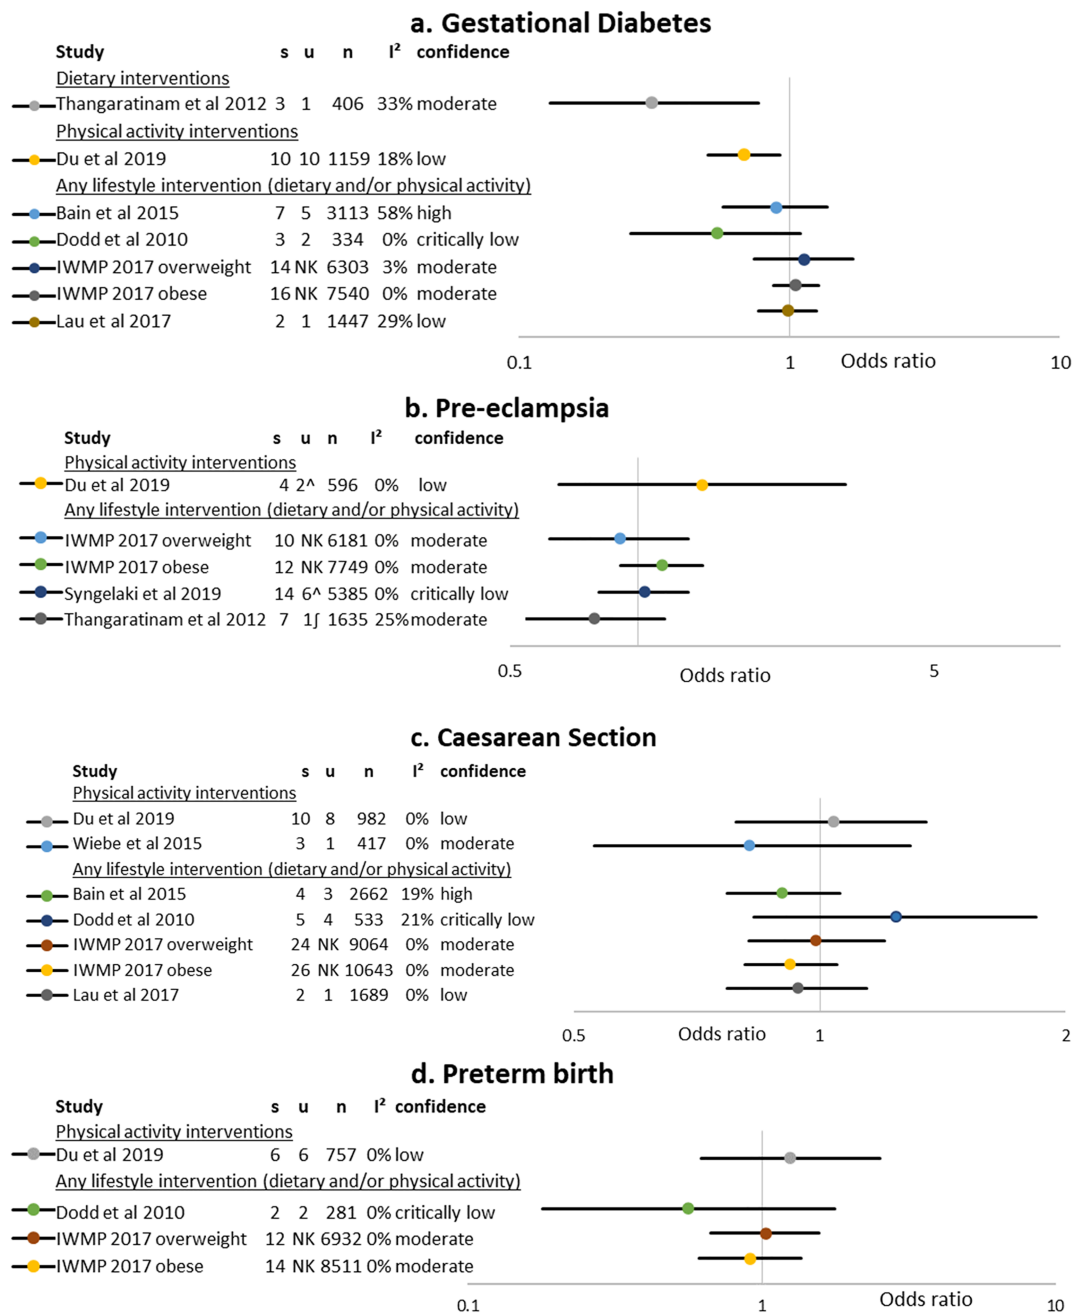 a. Gestational Diabetes
Study s u n I² confidence
Dietary interventions
Thangaratinam et al 2012 3 1 406 33% moderate
Physical activity interventions
Du et al 2019 10 10 1159 18% low
Any lifestyle intervention (dietary and/or physical activity)
Bain et al 2015 7 5 3113 58% high
Dodd et al 2010 3 2 334 0% critically low
IWMP 2017 overweight 14 NK 6303 3% moderate
IWMP 2017 obese 16 NK 7540 0% moderate
Lau et al 2017 2 1 1447 29% low
0.1 1 Odds ratio 10
b. Pre-eclampsia
Study s u n I² confidence
Physical activity interventions
Du et al 2019 4 2^ 596 0% low
Any lifestyle intervention (dietary and/or physical activity)
IWMP 2017 overweight 10 NK 6181 0% moderate
IWMP 2017 obese 12 NK 7749 0% moderate
Syngelaki et al 2019 14 6^ 5385 0% critically low
Thangaratinam et al 2012 7 1ʃ 1635 25% moderate
0.5 Odds ratio 5
c. Caesarean Section
Study s u n I² confidence
Physical activity interventions
Du et al 2019 10 8 982 0% low
Wiebe et al 2015 3 1 417 0% moderate
Any lifestyle intervention (dietary and/or physical activity)
Bain et al 2015 4 3 2662 19% high
Dodd et al 2010 5 4 533 21% critically low
IWMP 2017 overweight 24 NK 9064 0% moderate
IWMP 2017 obese 26 NK 10643 0% moderate
Lau et al 2017 2 1 1689 0% low
0.5 Odds ratio 1 2
d. Preterm birth
Study s u n I² confidence
Physical activity interventions
Du et al 2019 6 6 757 0% low
Any lifestyle intervention (dietary and/or physical activity)
Dodd et al 2010 2 2 281 0% critically low
IWMP 2017 overweight 12 NK 6932 0% moderate
IWMP 2017 obese 14 NK 8511 0% moderate
0.1 1 Odds ratio 10